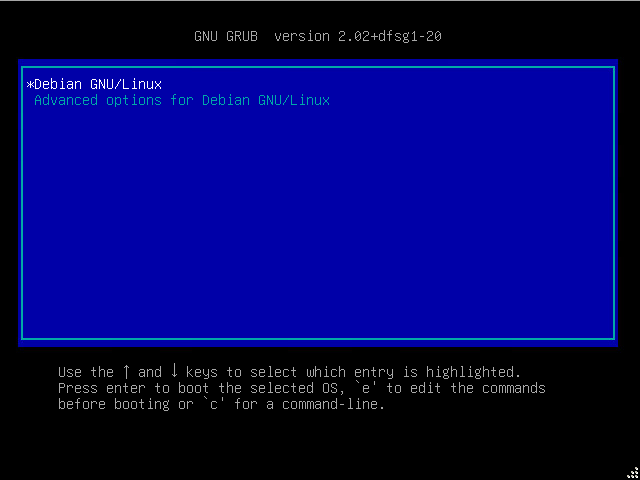 GNU GRUB  version 2.02+dfsg1-20
*Debian GNU/Linux
Advanced options for Debian GNU/Linux
Use the ↑ and ↓ keys to select which entry is highlighted.
Press enter to boot the selected OS, `e' to edit the commands
before booting or `c' for a command-line.